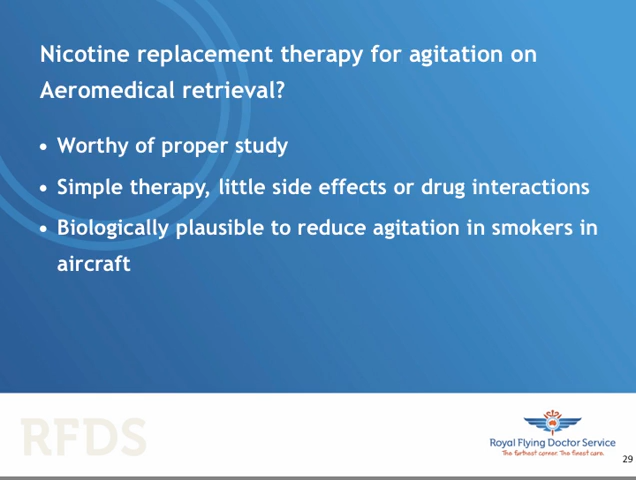 Nicotine replacement therapy for agitation on
Aeromedical retrieval?
• Worthy of proper study
• Simple therapy, little side effects or drug interactions
• Biologically plausible to reduce agitation in smokers in
aircraft
RFDS
Royal Flying Doctor Service
The furthest corner. The finest care.
29